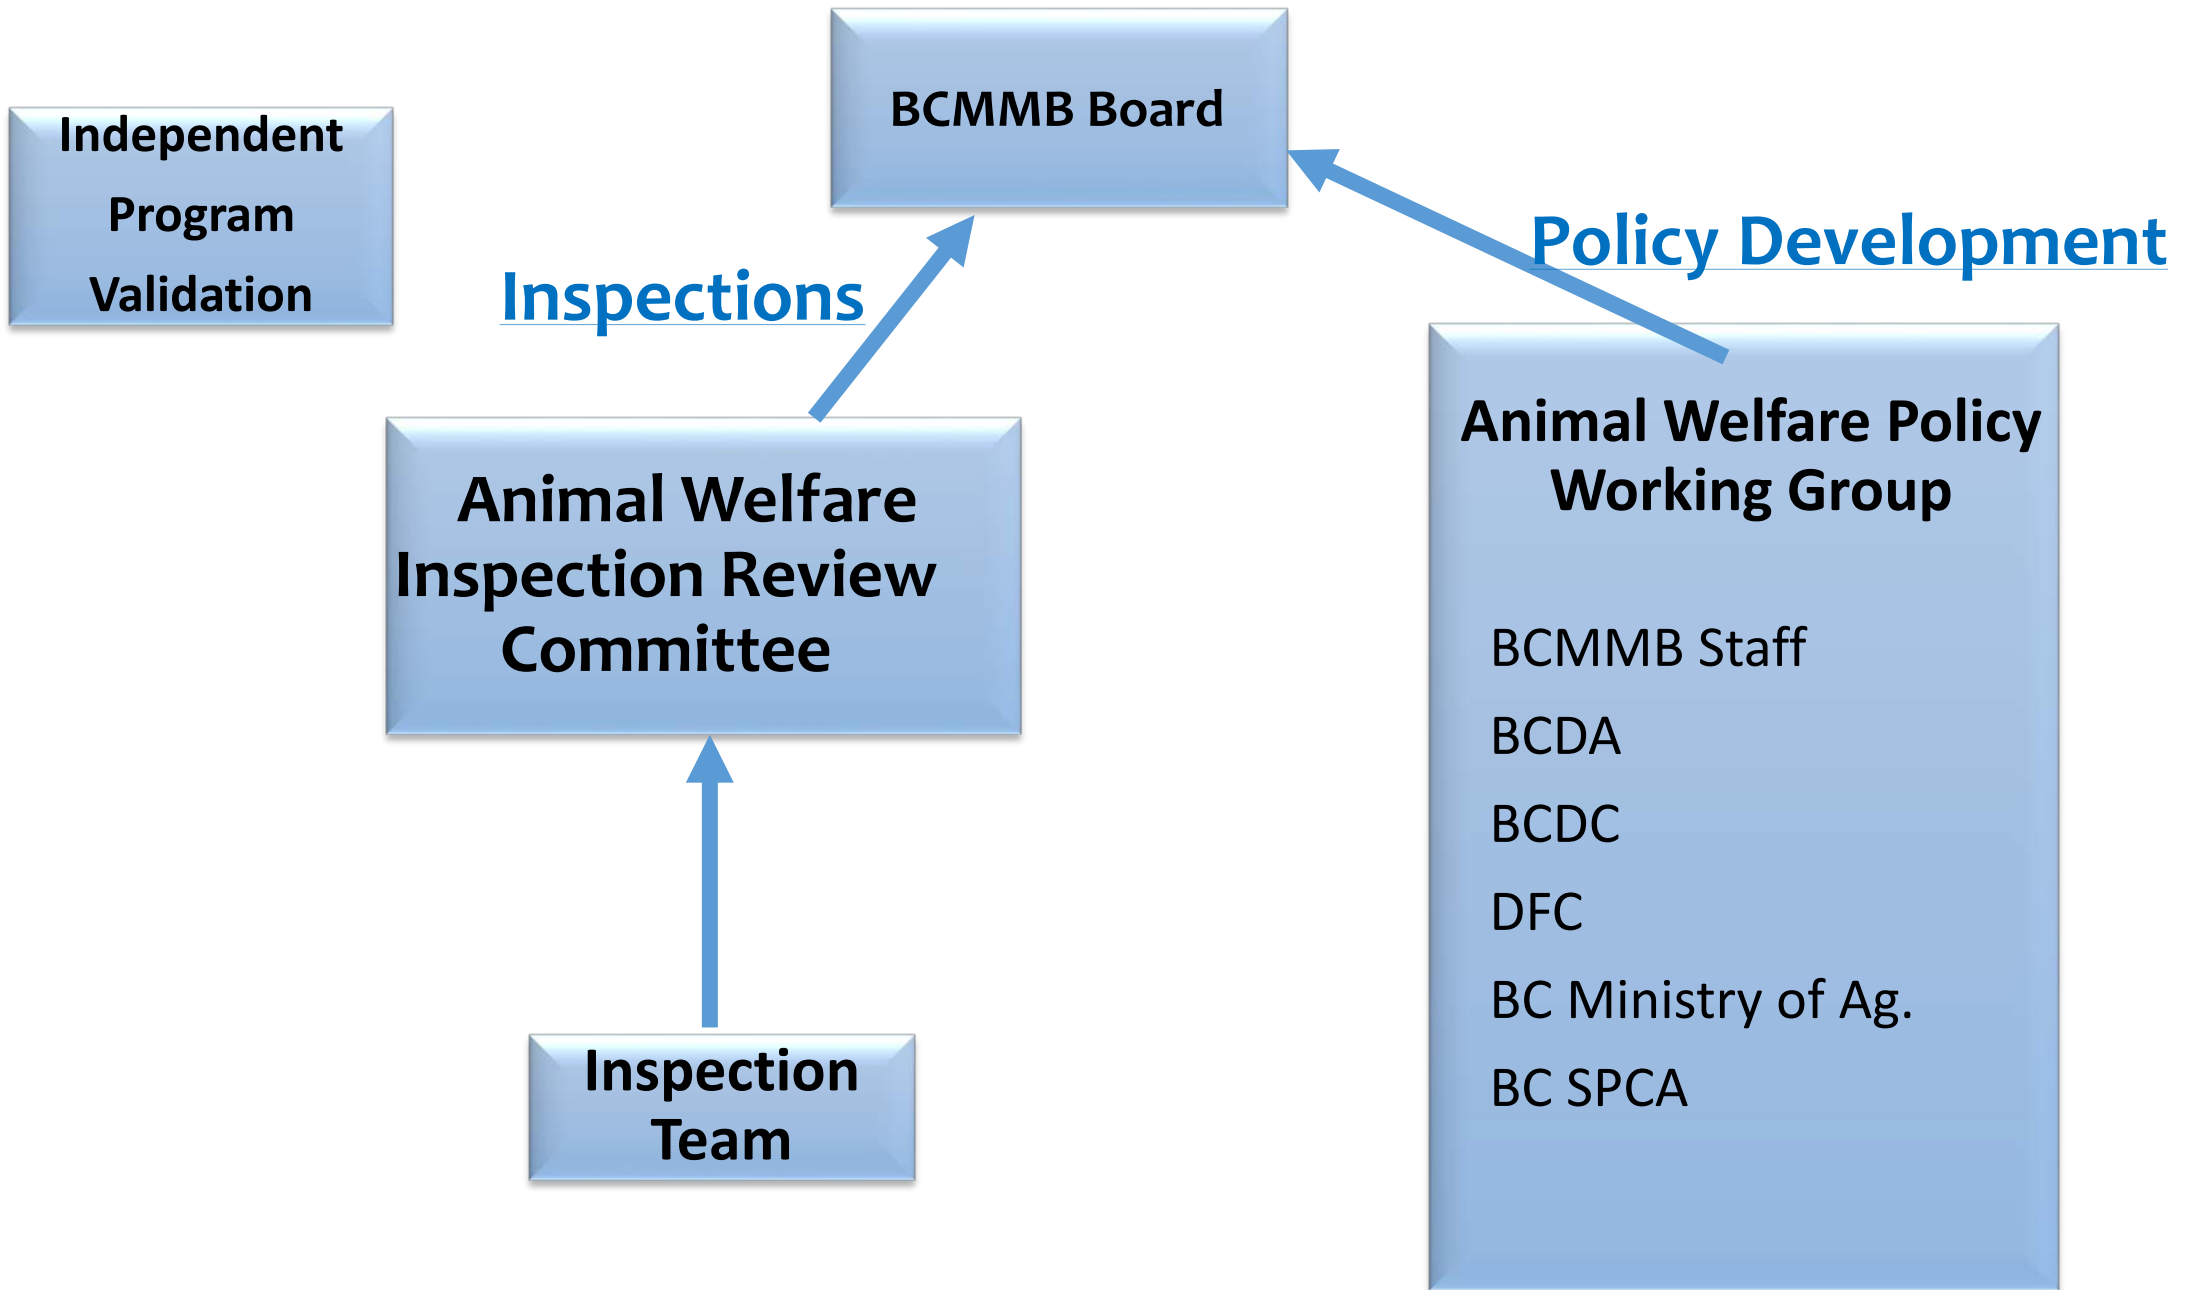 BCMMB Board
Independent
Program
Validation
Inspections
Policy Development
Animal Welfare
Inspection Review
Committee
Inspection
Team
Animal Welfare Policy
Working Group
BCMMB Staff
BCDA
BCDC
DFC
BC Ministry of Ag.
BC SPCA